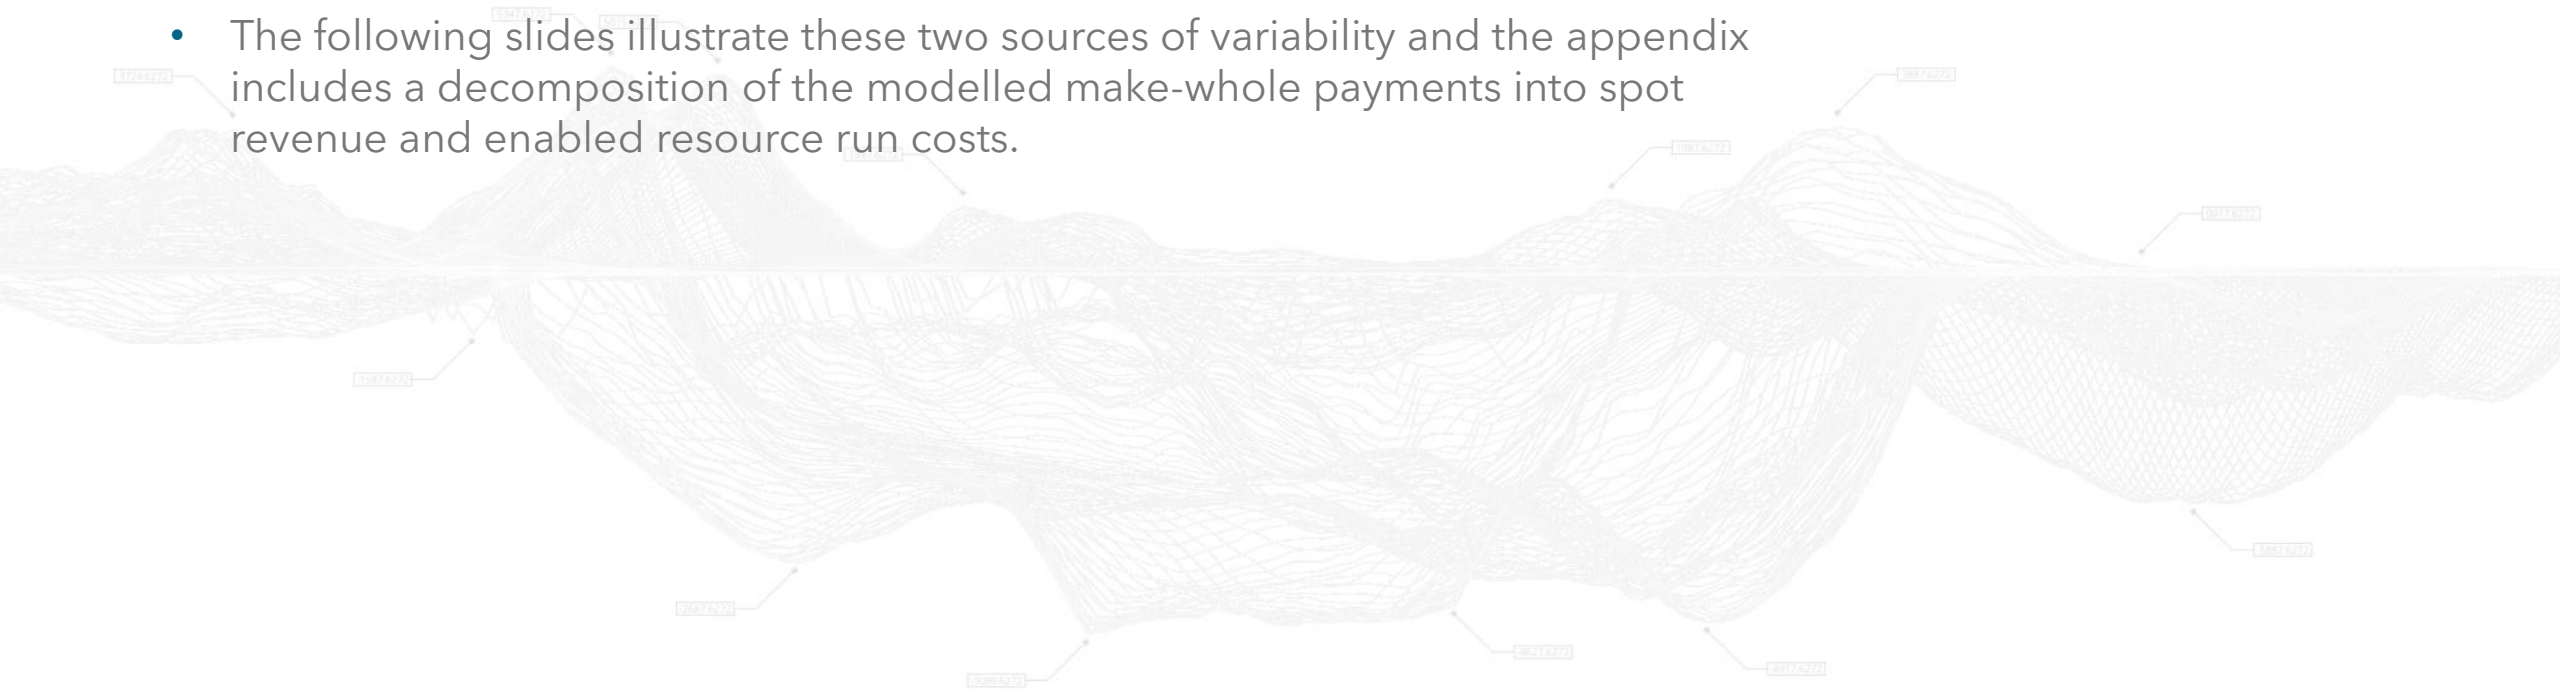 • The following slides illustrate these two sources of variability and the appendix
includes a decomposition of the modelled make-whole payments into spot
revenue and enabled resource run costs.